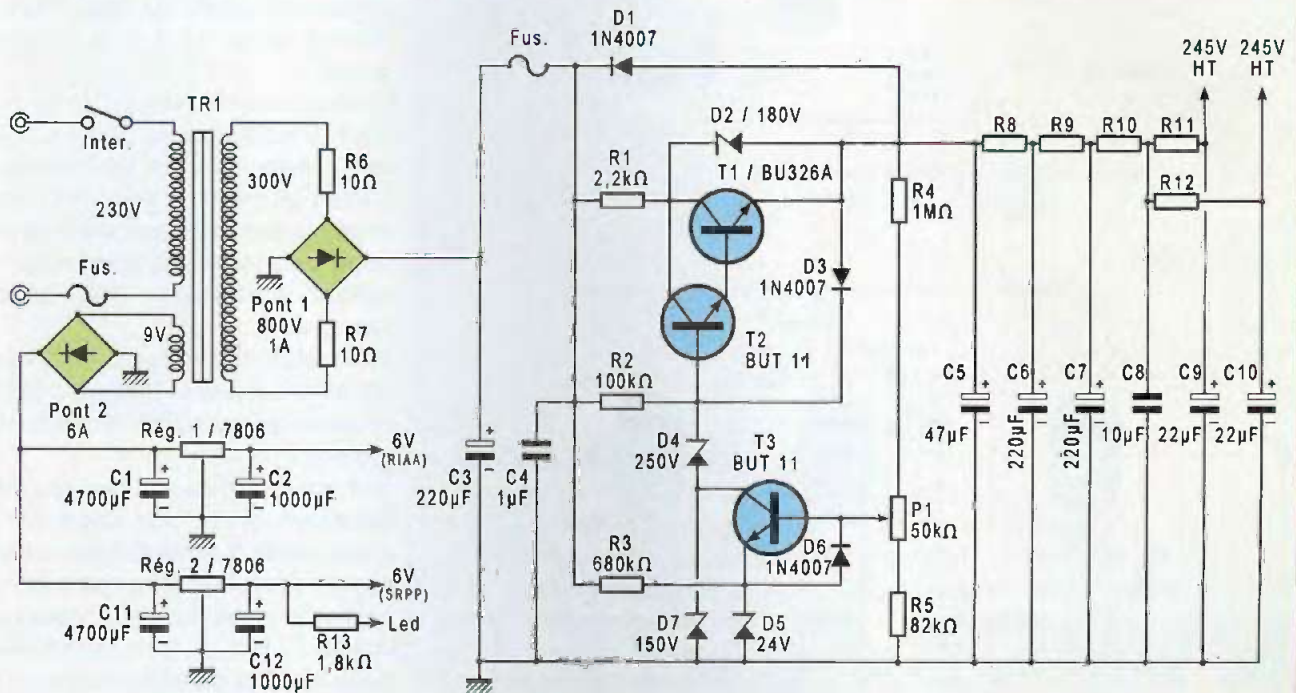 D1
1N4007
Fus.
245V
HT
245V
HT
TR1
Inter.
D2 / 180V
R8
R9
R10
R11
R12
R6
10Ω
300V
230V
R1
2,2kΩ
T1 / BU326A
R4
1MΩ
Fus.
Pont 1
800V
1A
D3
1N4007
9V
R7
10Ω
T2
BUT 11
Pont 2
6A
R2
100kΩ
C5
47µF
C6
220µF
C7
220µF
C8
10µF
C9
22µF
C10
22µF
Rég. 1 / 7806
6V
(RIAA)
C1
4700µF
C2
1000µF
C3
220µF
C4
1µF
D4
250V
T3
BUT 11
P1
50kΩ
Rég. 2 / 7806
6V
(SRPP)
R3
680kΩ
D6
1N4007
C11
4700µF
Led
R13
1,8kΩ
C12
1000µF
D7
150V
D5
24V
R5
82kΩ